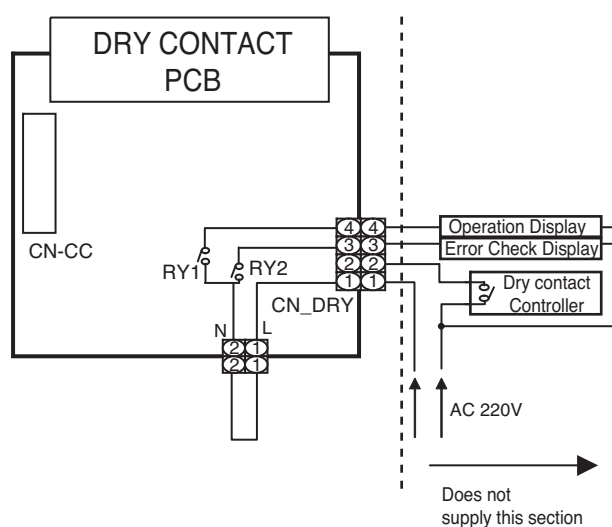 DRY CONTACT
PCB
CN-CC
RY1
RY2
4 4
3 3
2 2
1 1
CN_DRY
N
L
2 1
2 1
Operation Display
Error Check Display
Dry contact
Controller
AC 220V
Does not
supply this section